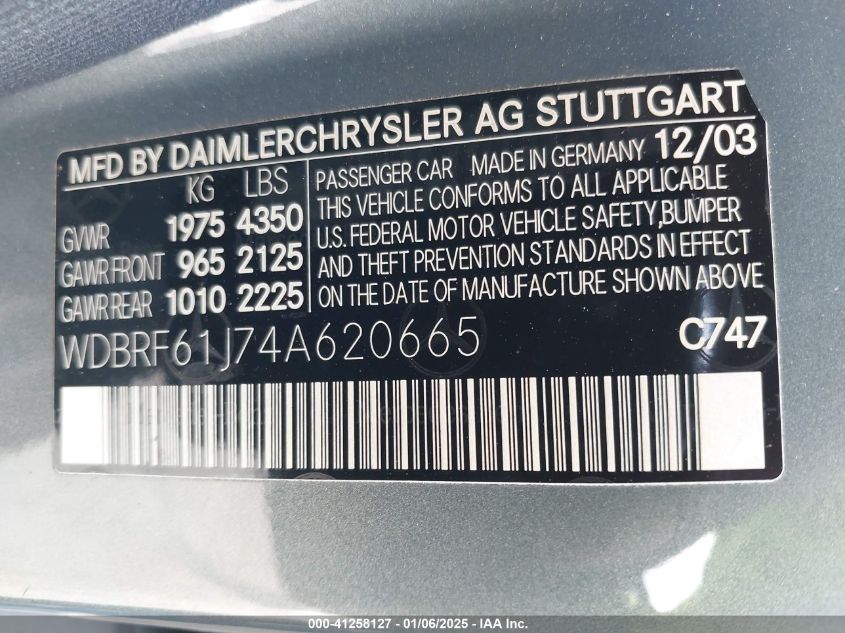 MFD BY DAIMLERCHRYSLER AG STUTTGART
KG LBS
GVWR 1975 4350
GAWR FRONT 965 2125
GAWR REAR 1010 2225
PASSENGER CAR MADE IN GERMANY 12/03
THIS VEHICLE CONFORMS TO ALL APPLICABLE
U.S. FEDERAL MOTOR VEHICLE SAFETY, BUMPER
AND THEFT PREVENTION STANDARDS IN EFFECT
ON THE DATE OF MANUFACTURE SHOWN ABOVE
WDBRF61J74A620665 C747
000-41258127 - 01/06/2025 - IAA Inc.